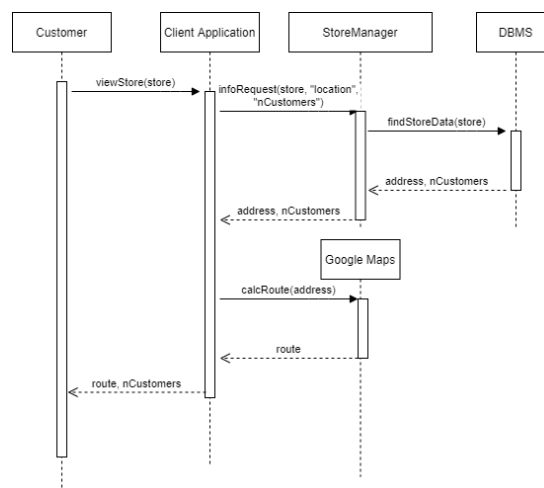 Customer
Client Application
StoreManager
DBMS
viewStore(store)
infoRequest(store, "location",
"nCustomers")
findStoreData(store)
address, nCustomers
address, nCustomers
Google Maps
calcRoute(address)
route
route, nCustomers